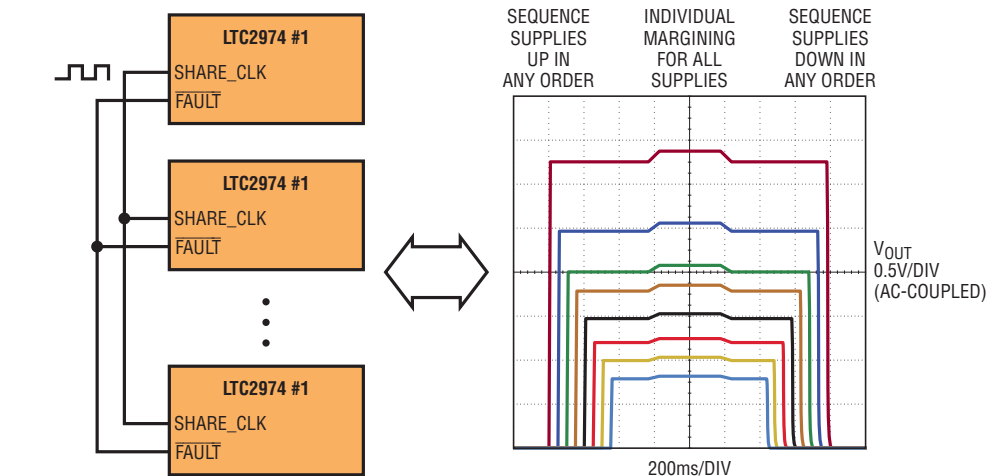 LTC2974 #1
SHARE_CLK
FAULT
LTC2974 #1
SHARE_CLK
FAULT
LTC2974 #1
SHARE_CLK
FAULT
SEQUENCE
SUPPLIES
UP IN
ANY ORDER
INDIVIDUAL
MARGINING
FOR ALL
SUPPLIES
SEQUENCE
SUPPLIES
DOWN IN
ANY ORDER
VOUT
0.5V/DIV
(AC-COUPLED)
200ms/DIV